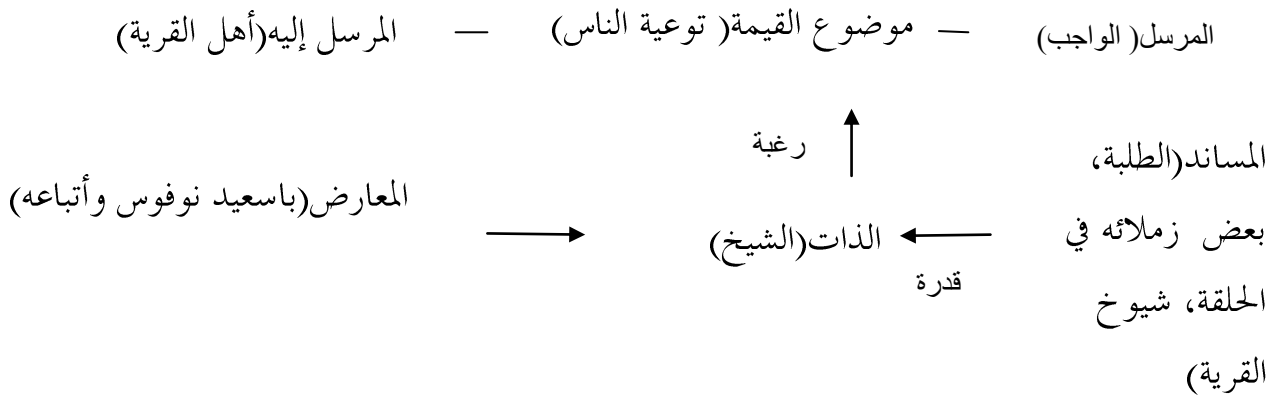 المرسل( الواجب) — موضوع القيمة( توعية الناس) — المرسل إليه(أهل القرية)
رغبة
المساند(الطلبة،
بعض زملائه في
الحلقة، شيوخ
القرية)
الذات(الشيخ)
قدرة
المعارض(باسعيد نوفوس وأتباعه)